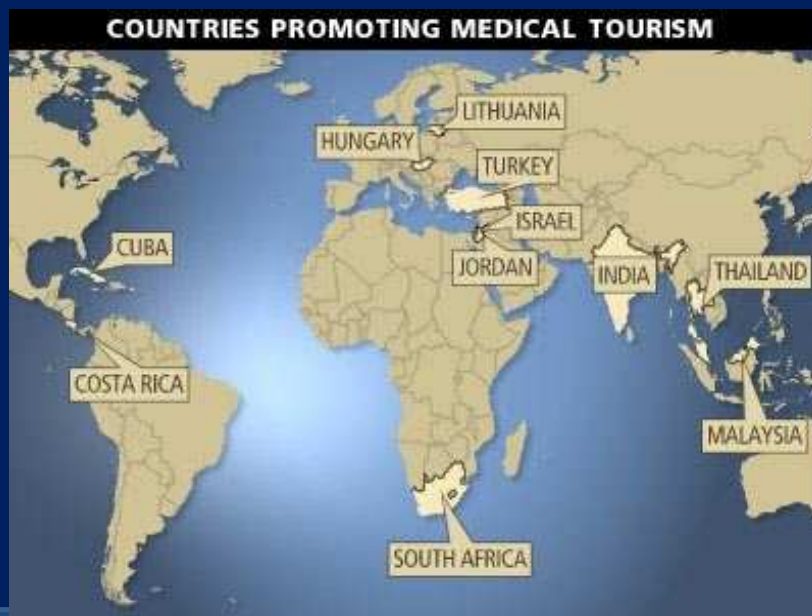 COUNTRIES PROMOTING MEDICAL TOURISM
LITHUANIA
HUNGARY
TURKEY
ISRAEL
CUBA
JORDAN
INDIA
THAILAND
COSTA RICA
MALAYSIA
SOUTH AFRICA